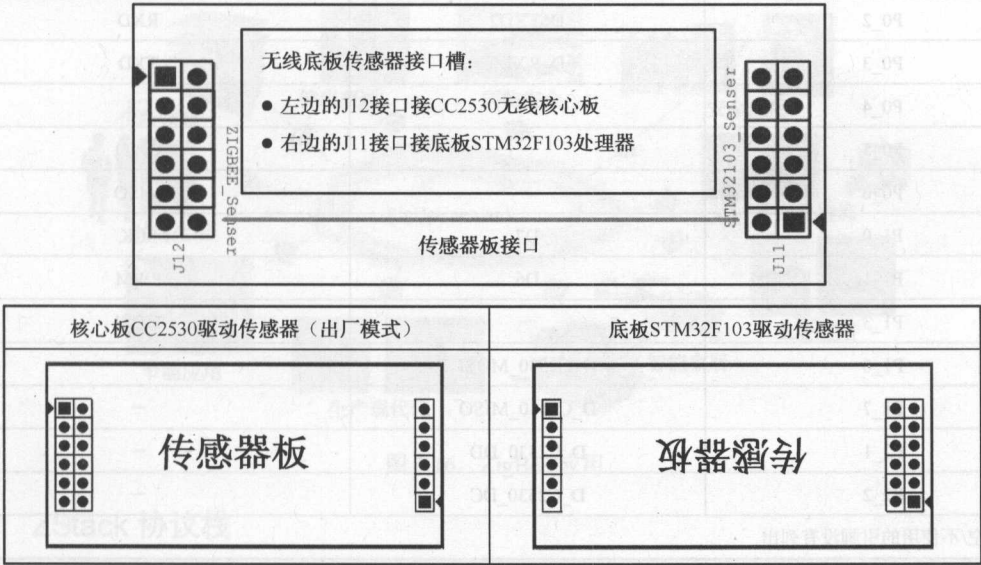 无线底板传感器接口槽：
● 左边的J12接口接CC2530无线核心板
● 右边的J11接口接底板STM32F103处理器
ZIGBEE_Senser
J12
STM32103_Senser
J11
传感器板接口
核心板CC2530驱动传感器（出厂模式）
底板STM32F103驱动传感器
传感器板
传感器板